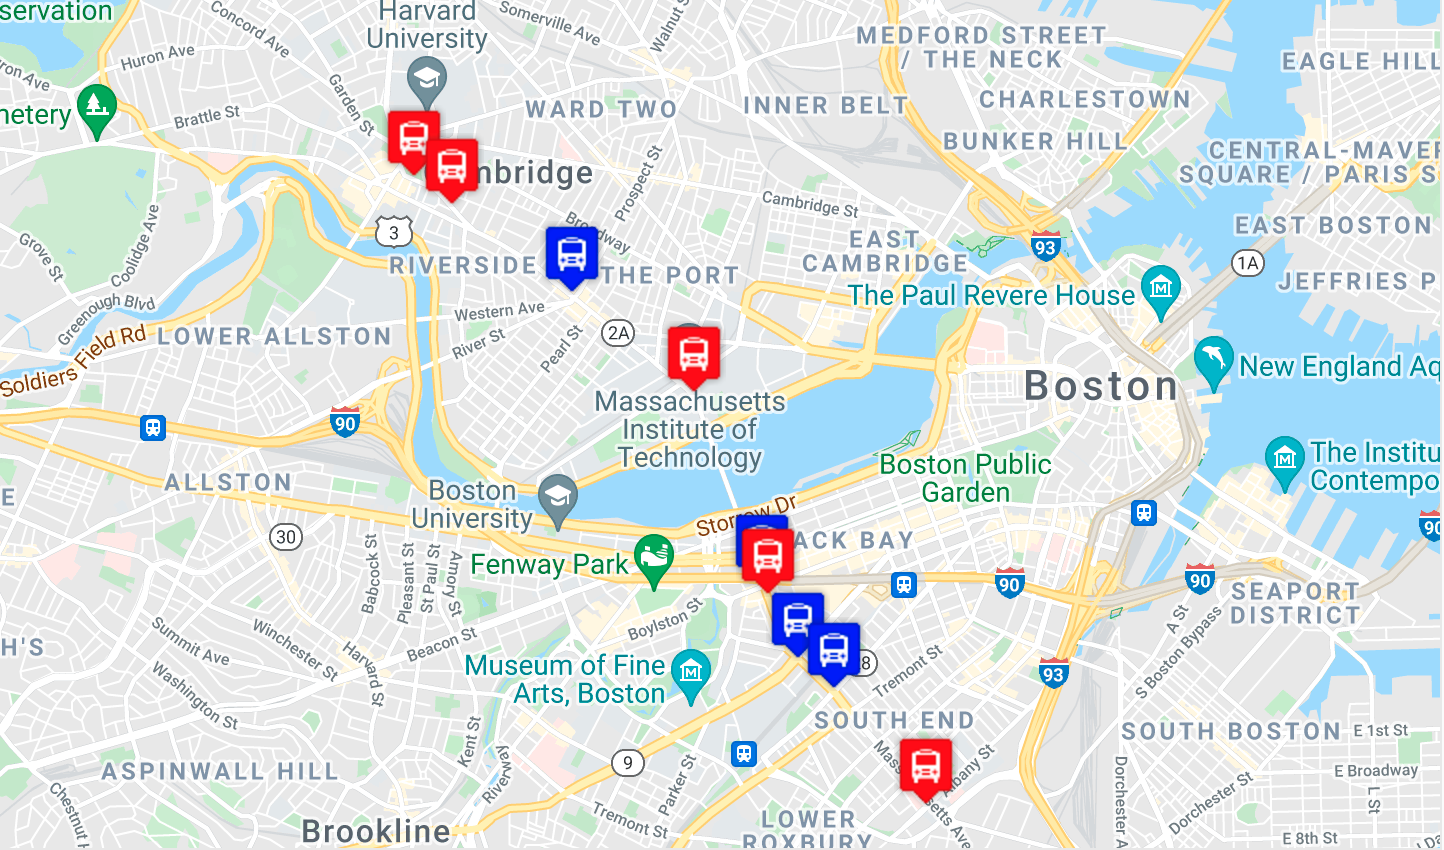 servation
Harvard
University
Concord Ave
Somerville Ave
Walnut S
MEDFORD STREET
/ THE NECK
EAGLE HILL
Huron Ave
ron Ave
Garden St
Brattle St
netery
WARD TWO
INNER BELT
CHARLESTOWN
BUNKER HILL
CENTRAL-MAVER
SQUARE / PARIS S
mbridge
Prospect St
Cambridge St
Broadway
3
Grove St
Coolidge Ave
Greenough Blvd
RIVERSIDE
THE PORT
EAST
CAMBRIDGE
93
EAST BOSTON
1A
JEFFRIES P
The Paul Revere House
Western Ave
River St
Pearl St
2A
LOWER ALLSTON
Soldiers Field Rd
New England Aq
Boston
Massachusetts
Institute of
Technology
90
ALLSTON
E
Boston
University
Boston Public
Garden
The Institu
Contempo
Storrow Dr
30
ACK BAY
90
Fenway Park
90
90
SEAPORT
DISTRICT
Babcock St
Pleasant St
St Paul St
Amory St
Boylston St
Beacon St
A St
S Boston Bypass
H'S
Summit Ave
Winchester St
Harvard St
Washington St
Museum of Fine
Arts, Boston
8
Tremont St
93
SOUTH END
SOUTH BOSTON
E 1st St
Kent St
Riverway
9
Parker St
Mass
setts Ave
Albany St
E Broadway
L St
ASPINWALL HILL
Chestnut
Brookline
Tremont St
LOWER
ROXBURY
Dorchester A
Dorchester St
E 8th St